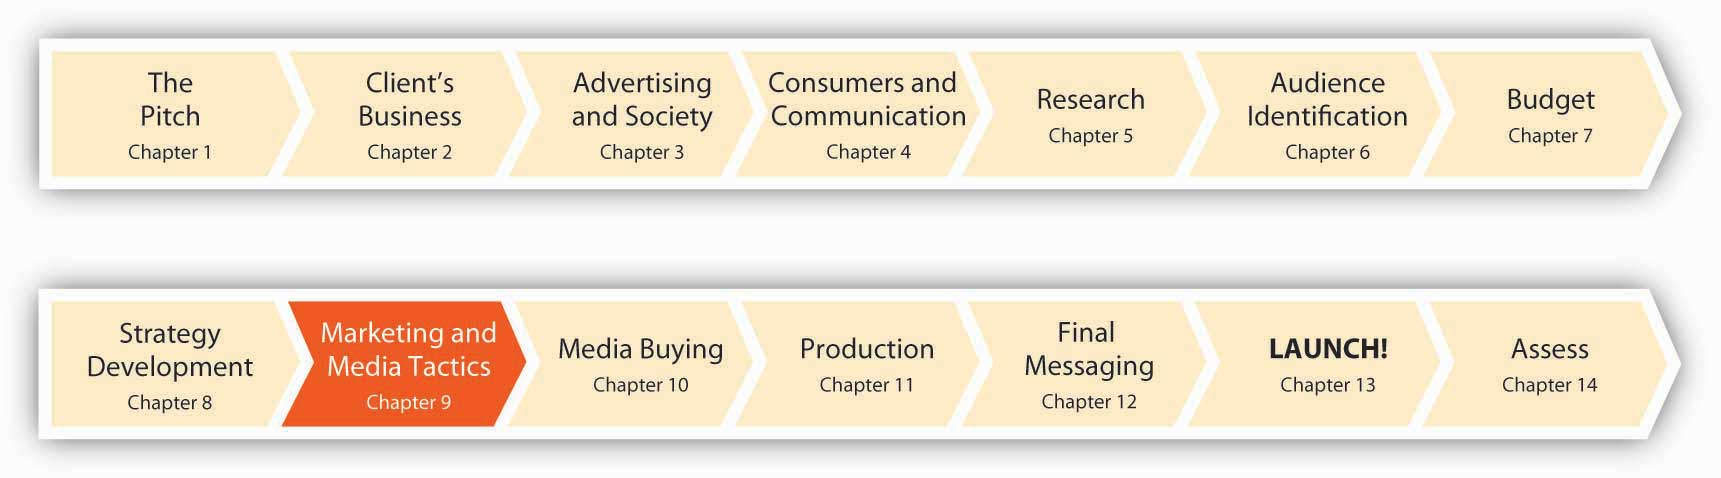 The
Pitch
Chapter 1
Client’s
Business
Chapter 2
Advertising
and Society
Chapter 3
Consumers and
Communication
Chapter 4
Research
Chapter 5
Audience
Identification
Chapter 6
Budget
Chapter 7
Strategy
Development
Chapter 8
Marketing and
Media Tactics
Chapter 9
Media Buying
Chapter 10
Production
Chapter 11
Final
Messaging
Chapter 12
LAUNCH!
Chapter 13
Assess
Chapter 14